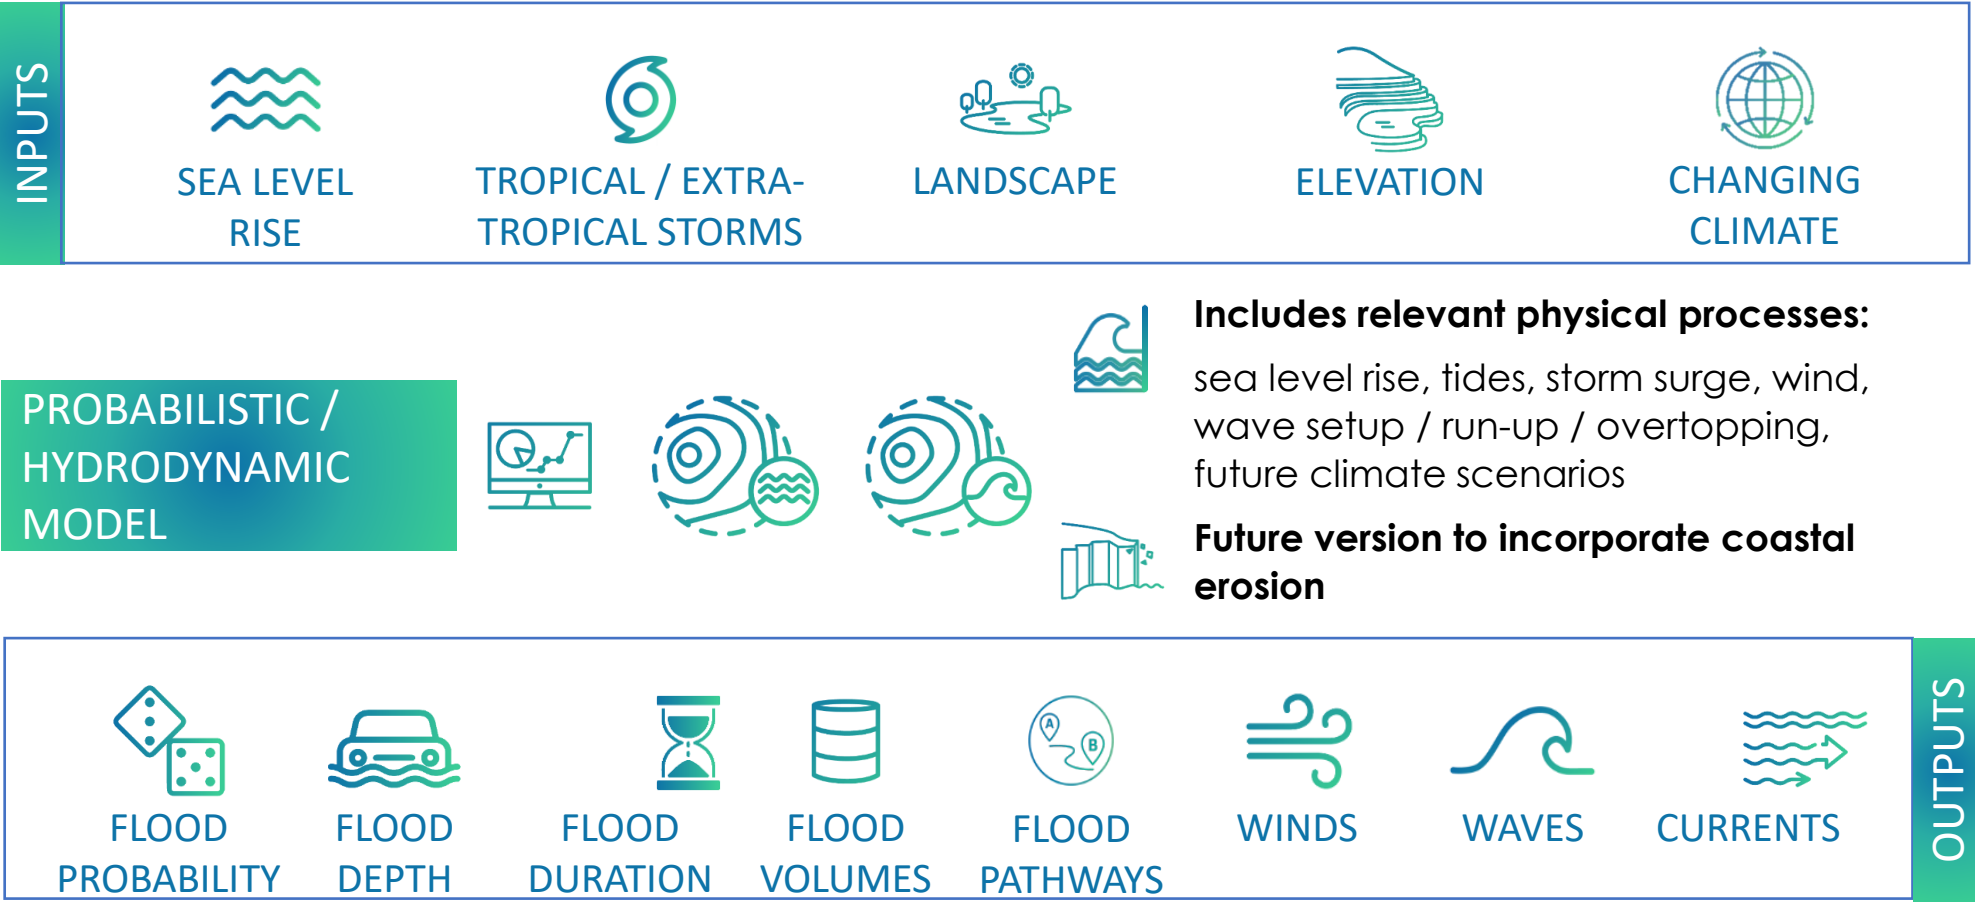 INPUTS
SEA LEVEL
RISE
TROPICAL / EXTRA-
TROPICAL STORMS
LANDSCAPE
ELEVATION
CHANGING
CLIMATE
PROBABILISTIC /
HYDRODYNAMIC
MODEL
Includes relevant physical processes:
sea level rise, tides, storm surge, wind,
wave setup / run-up / overtopping,
future climate scenarios
Future version to incorporate coastal
erosion
A
B
FLOOD
PROBABILITY
FLOOD
DEPTH
FLOOD
DURATION
FLOOD
VOLUMES
FLOOD
PATHWAYS
WINDS
WAVES
CURRENTS
OUTPUTS